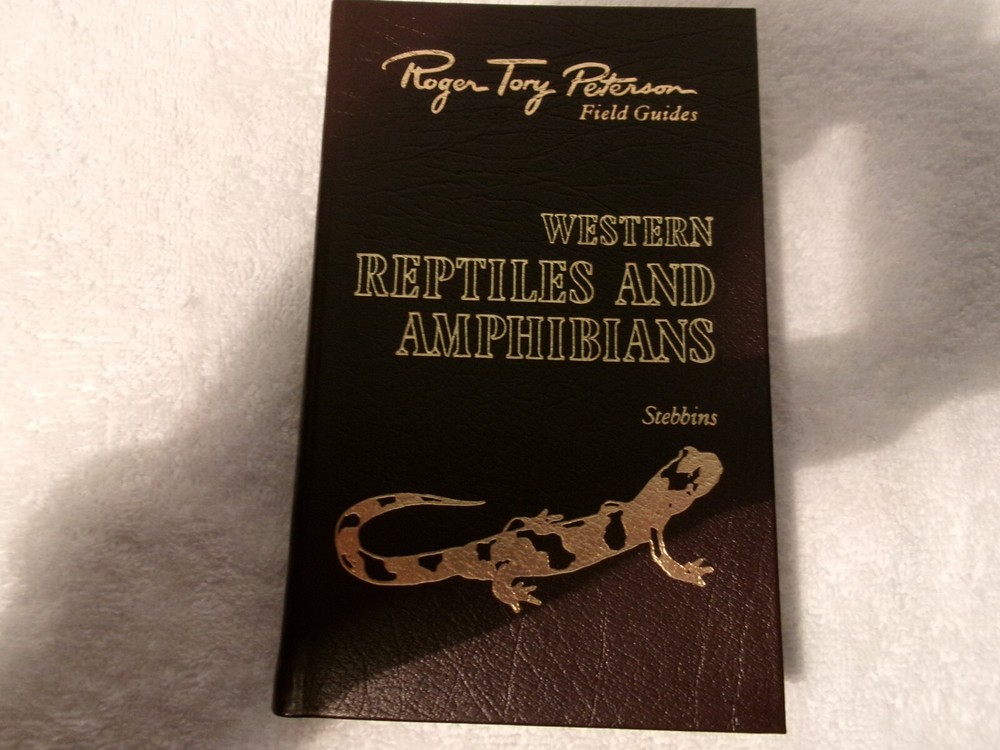 Roger Tory Peterson
Field Guides
WESTERN
REPTILES AND
AMPHIBIANS
Stebbins